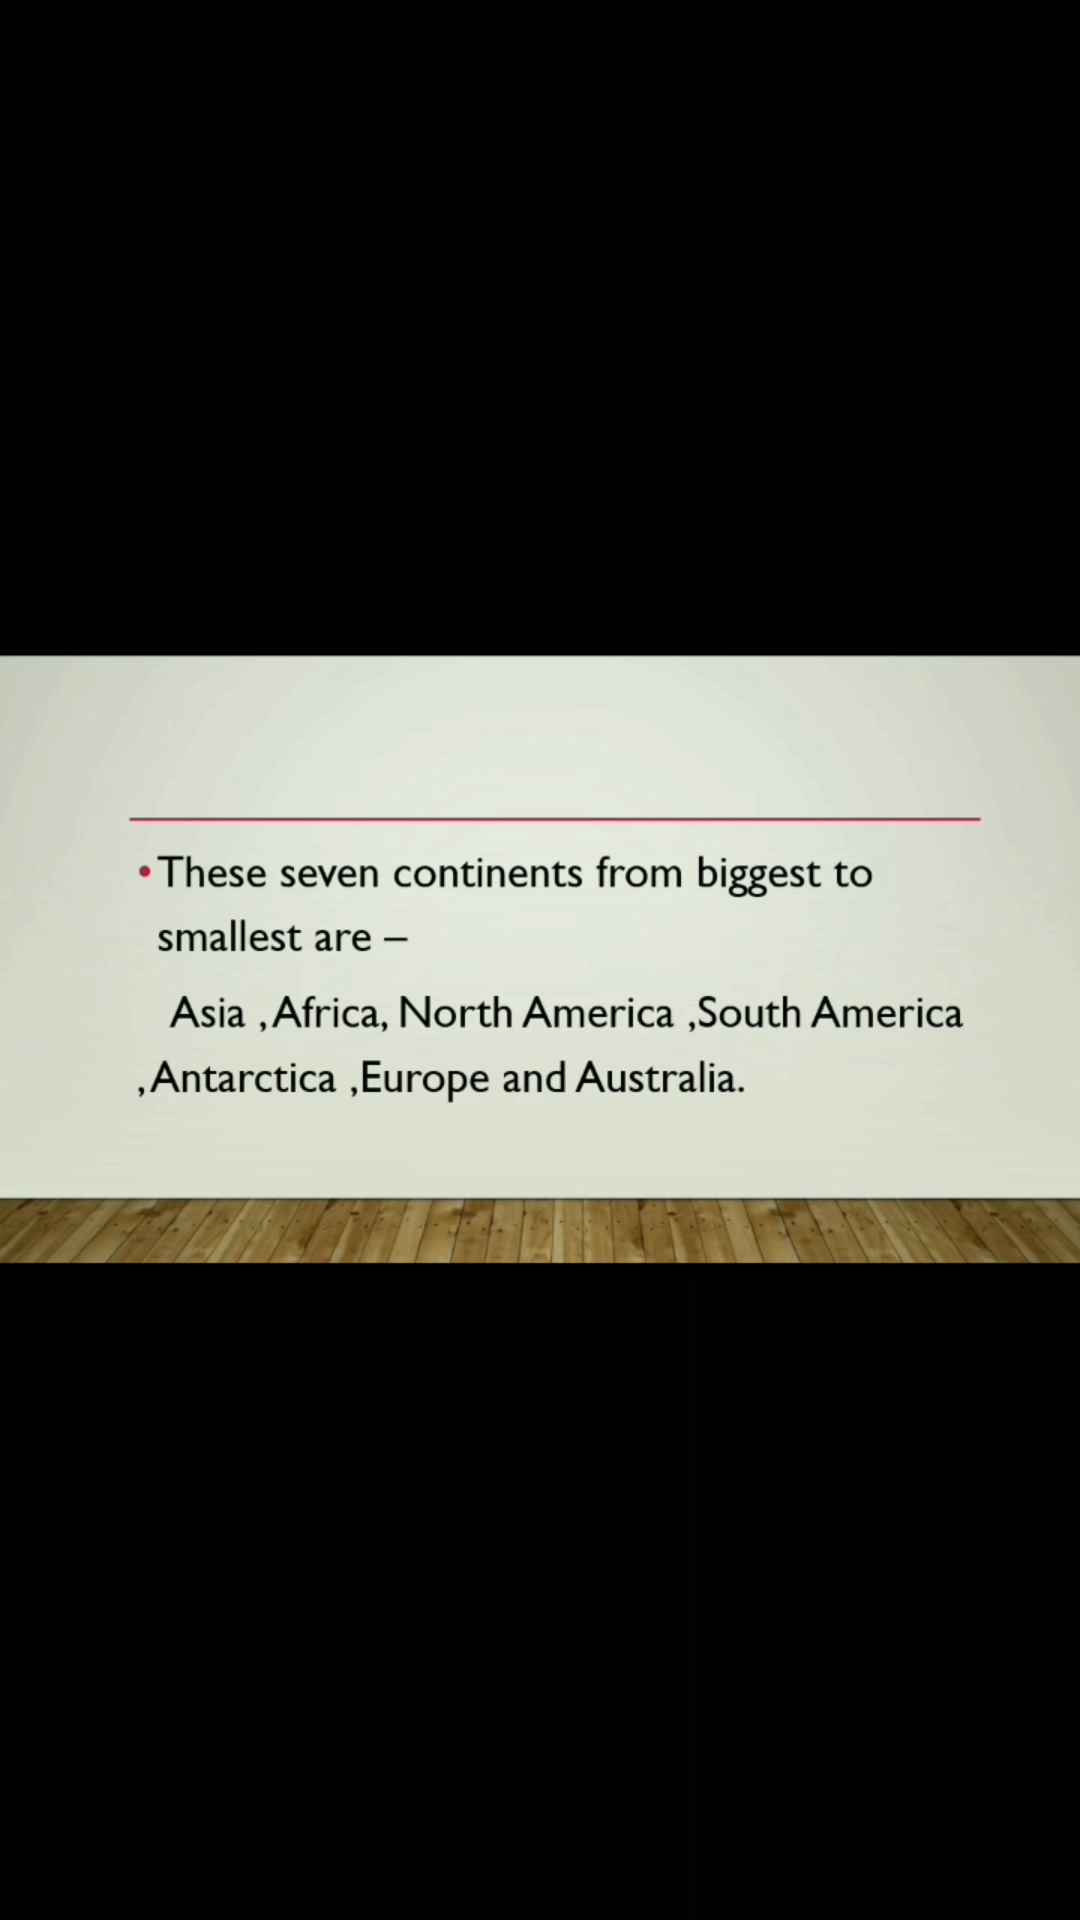 •These seven continents from biggest to
smallest are –
Asia ,Africa, North America ,South America
,Antarctica ,Europe and Australia.